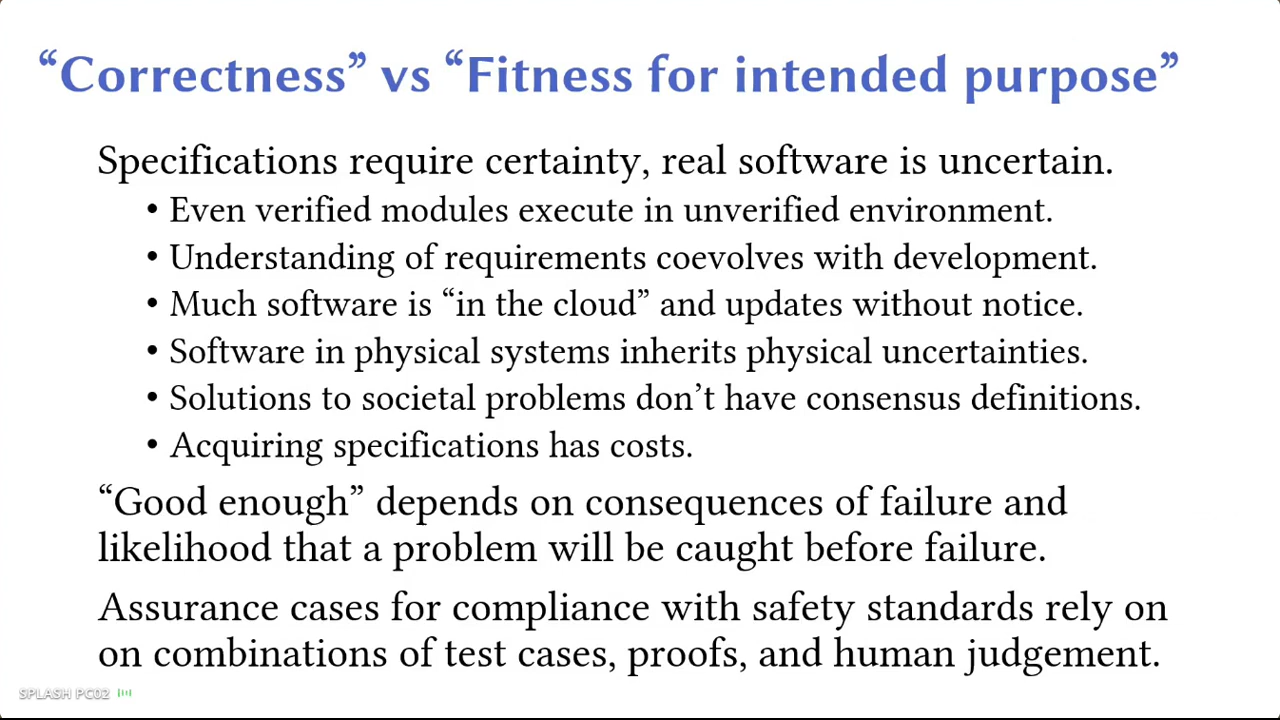 “Correctness” vs “Fitness for intended purpose”
Specifications require certainty, real software is uncertain.
• Even verified modules execute in unverified environment.
• Understanding of requirements coevolves with development.
• Much software is “in the cloud” and updates without notice.
• Software in physical systems inherits physical uncertainties.
• Solutions to societal problems don’t have consensus definitions.
• Acquiring specifications has costs.
“Good enough” depends on consequences of failure and
likelihood that a problem will be caught before failure.
Assurance cases for compliance with safety standards rely on
on combinations of test cases, proofs, and human judgement.
SPLASH PC02